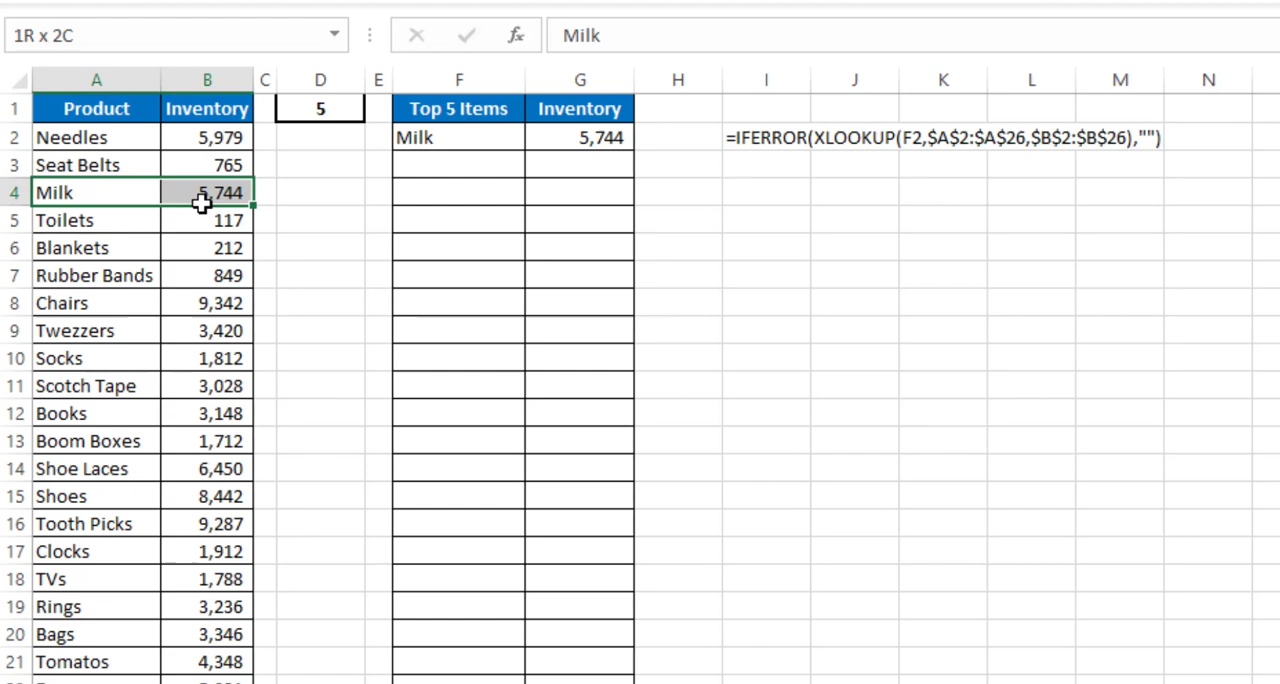 1R x 2C fx Milk
A B C D E F G H I J K L M N
1 Product Inventory 5 Top 5 Items Inventory
2 Needles 5,979 Milk 5,744 =IFERROR(XLOOKUP(F2,$A$2:$A$26,$B$2:$B$26),"")
3 Seat Belts 765
4 Milk 5,744
5 Toilets 117
6 Blankets 212
7 Rubber Bands 849
8 Chairs 9,342
9 Twezzers 3,420
10 Socks 1,812
11 Scotch Tape 3,028
12 Books 3,148
13 Boom Boxes 1,712
14 Shoe Laces 6,450
15 Shoes 8,442
16 Tooth Picks 9,287
17 Clocks 1,912
18 TVs 1,788
19 Rings 3,236
20 Bags 3,346
21 Tomatos 4,348